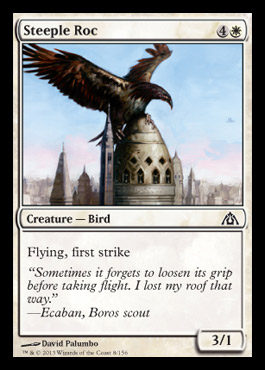 Steeple Roc 4
Creature — Bird
Flying, first strike
“Sometimes it forgets to loosen its grip
before taking flight. I lost my roof that
way.”
—Ecaban, Boros scout
David Palumbo
™ & © 2013 Wizards of the Coast 8/156
3/1